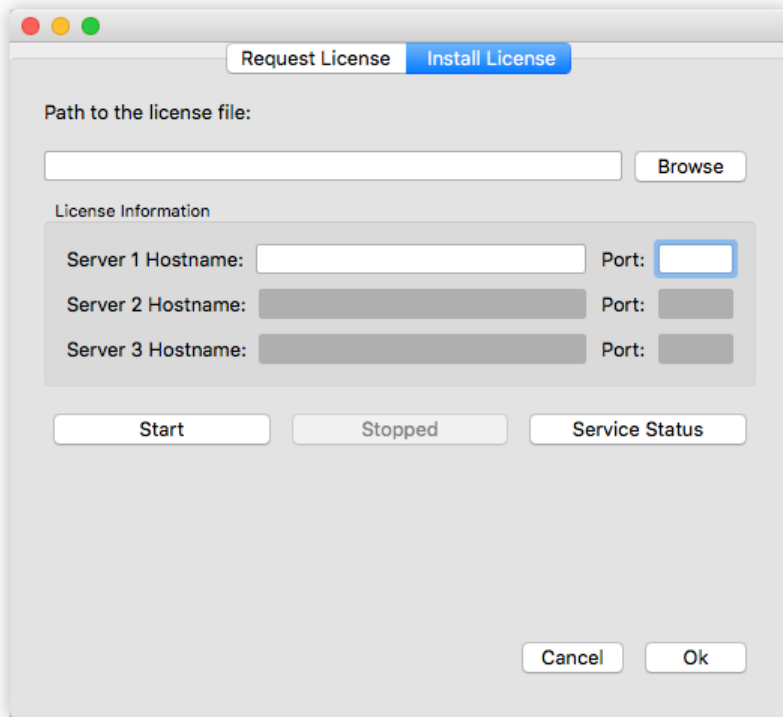 Request License Install License
Path to the license file:
Browse
License Information
Server 1 Hostname: Port:
Server 2 Hostname: Port:
Server 3 Hostname: Port:
Start Stopped Service Status
Cancel Ok